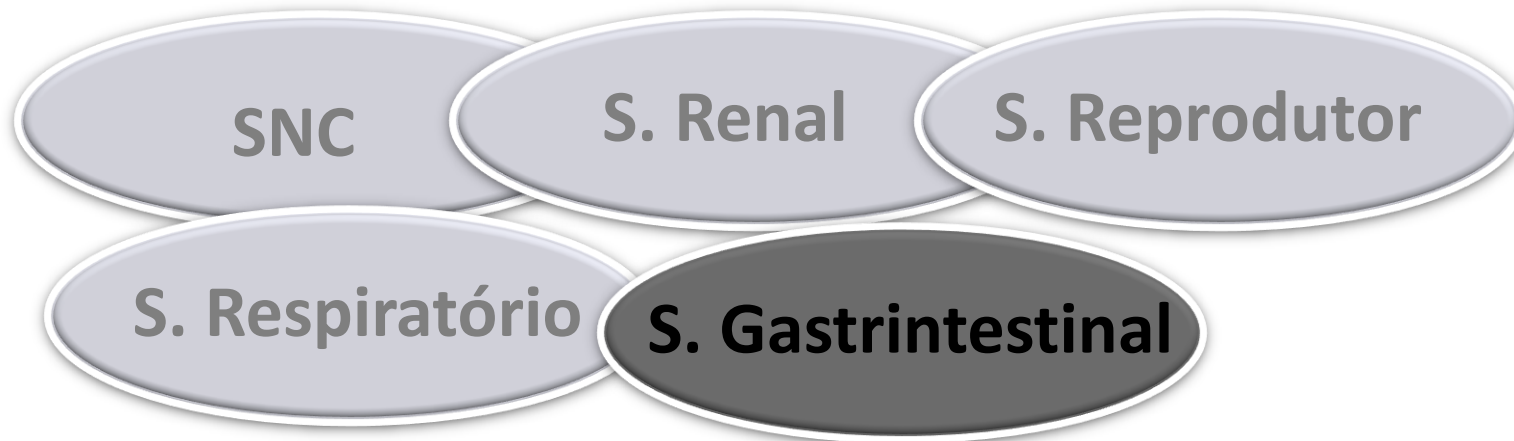 SNC
S. Renal
S. Reprodutor
S. Respiratório
S. Gastrintestinal